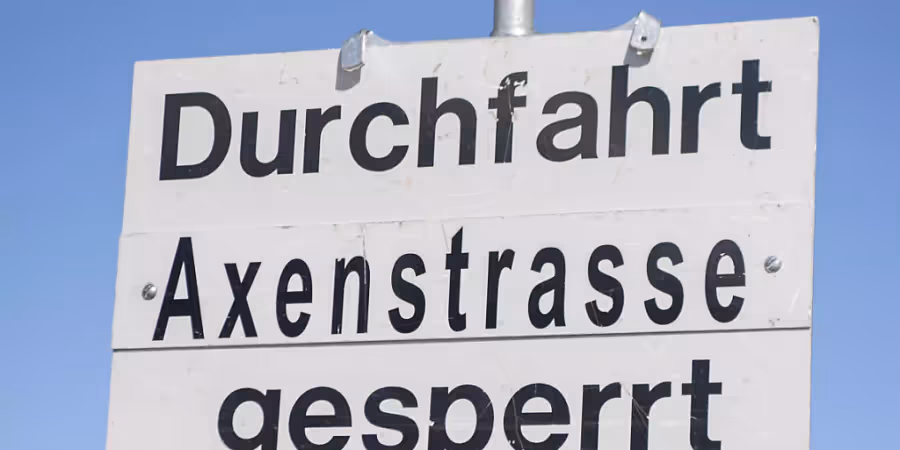 Durchfahrt
Axenstrasse
gesperrt